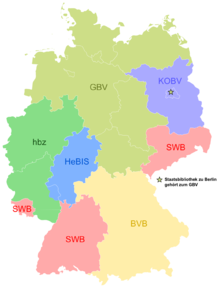 KOBV
GBV
hbz
HeBIS
SWB
Staatsbibliothek zu Berlin
gehört zum GBV
SWB
SWB
BVB